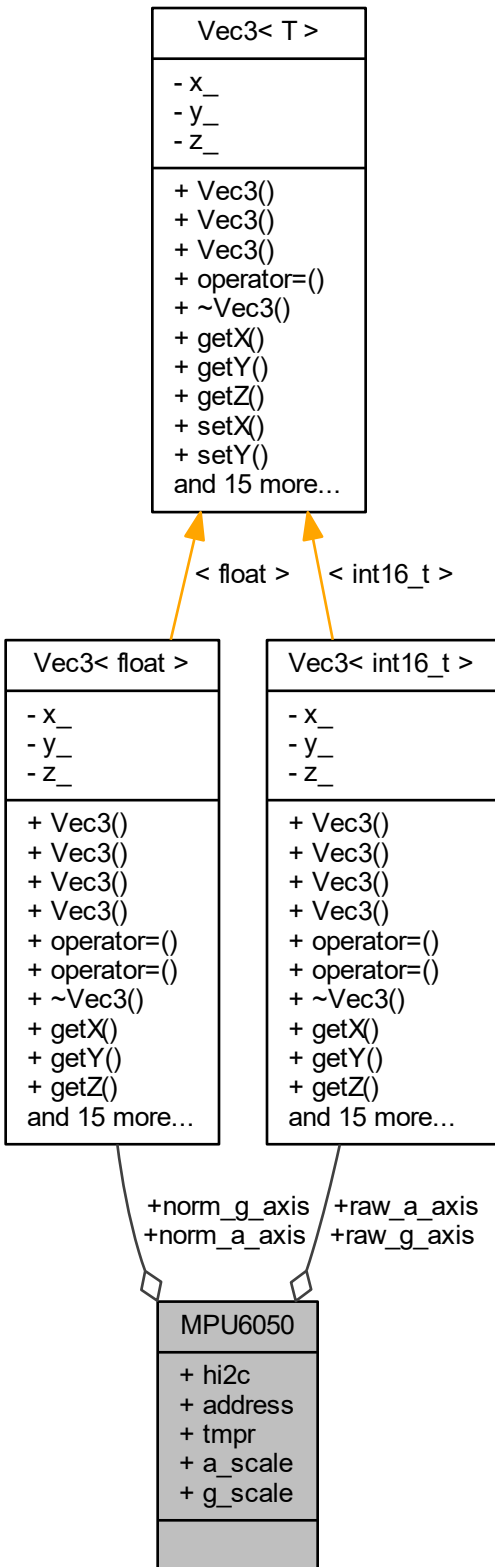 Vec3< T >
- x_
- y_
- z_
+ Vec3()
+ Vec3()
+ Vec3()
+ operator=()
+ ~Vec3()
+ getX()
+ getY()
+ getZ()
+ setX()
+ setY()
and 15 more...
< float >
< int16_t >
Vec3< float >
- x_
- y_
- z_
+ Vec3()
+ Vec3()
+ Vec3()
+ Vec3()
+ operator=()
+ operator=()
+ ~Vec3()
+ getX()
+ getY()
+ getZ()
and 15 more...
Vec3< int16_t >
- x_
- y_
- z_
+ Vec3()
+ Vec3()
+ Vec3()
+ Vec3()
+ operator=()
+ operator=()
+ ~Vec3()
+ getX()
+ getY()
+ getZ()
and 15 more...
+norm_g_axis
+norm_a_axis
+raw_a_axis
+raw_g_axis
MPU6050
+ hi2c
+ address
+ tmpr
+ a_scale
+ g_scale